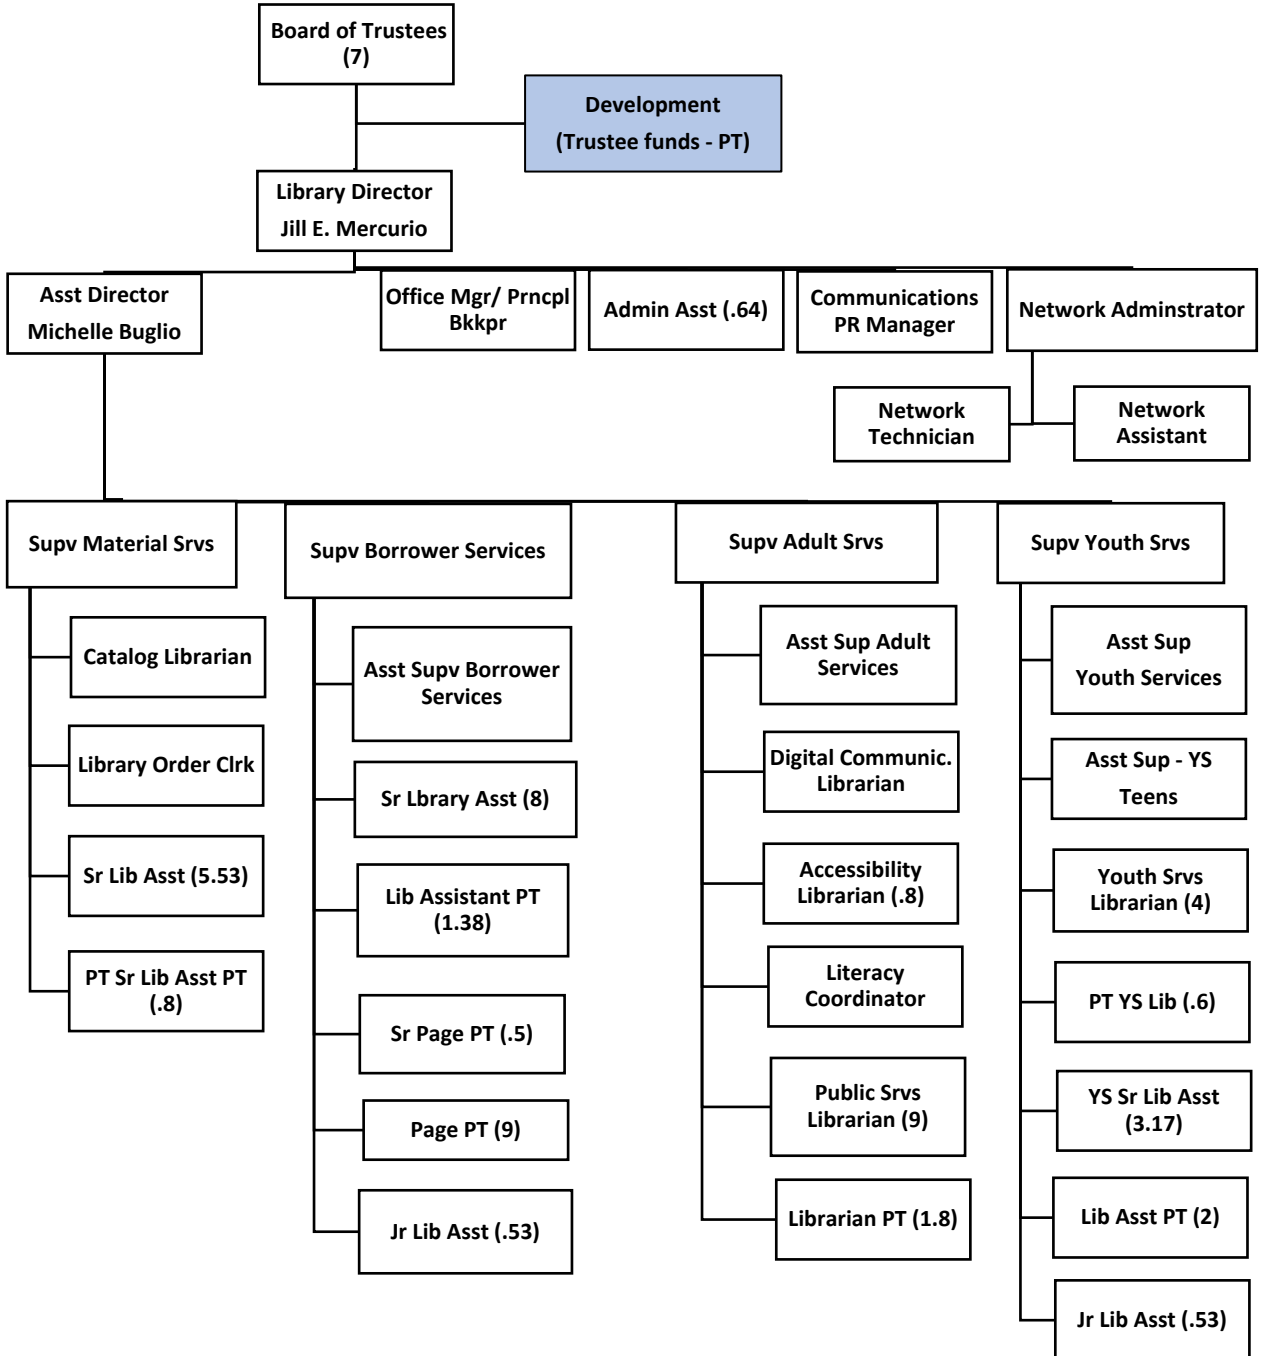 Board of Trustees
(7)
Development
(Trustee funds - PT)
Library Director
Jill E. Mercurio
Asst Director
Michelle Buglio
Office Mgr/ Prncpl
Bkkpr
Admin Asst (.64)
Communications
PR Manager
Network Adminstrator
Network
Technician
Network
Assistant
Supv Material Srvs
Supv Borrower Services
Supv Adult Srvs
Supv Youth Srvs
Catalog Librarian
Library Order Clrk
Sr Lib Asst (5.53)
PT Sr Lib Asst PT
(.8)
Asst Supv Borrower
Services
Sr Lbrary Asst (8)
Lib Assistant PT
(1.38)
Sr Page PT (.5)
Page PT (9)
Jr Lib Asst (.53)
Asst Sup Adult
Services
Digital Communic.
Librarian
Accessibility
Librarian (.8)
Literacy
Coordinator
Public Srvs
Librarian (9)
Librarian PT (1.8)
Asst Sup
Youth Services
Asst Sup - YS
Teens
Youth Srvs
Librarian (4)
PT YS Lib (.6)
YS Sr Lib Asst
(3.17)
Lib Asst PT (2)
Jr Lib Asst (.53)